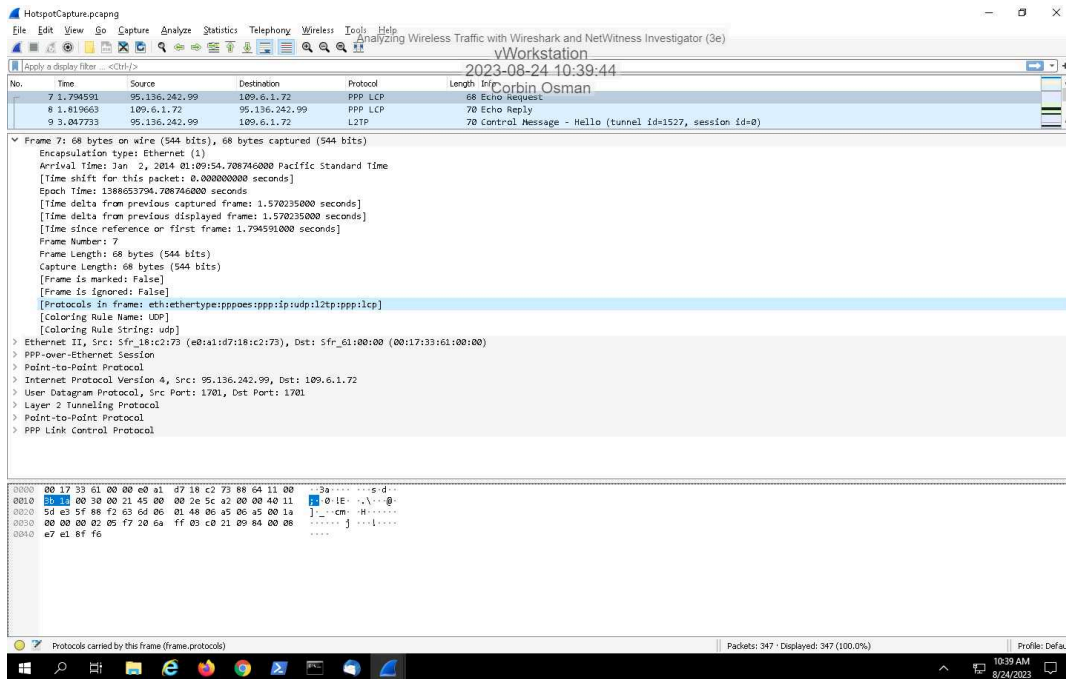 HotspotCapture.pcapng
File Edit View Go Capture Analyze Statistics Telephony Wireless Tools Help
Analyzing Wireless Traffic with Wireshark and NetWitness Investigator (3e)
vWorkstation
2023-08-24 10:39:44
Corbin Osman
Apply a display filter ... <Ctrl-/>
No. Time Source Destination Protocol Length Info
7 1.794591 95.136.242.99 109.6.1.72 PPP LCP 68 Echo Request
8 1.819663 109.6.1.72 95.136.242.99 PPP LCP 70 Echo Reply
9 3.047733 95.136.242.99 109.6.1.72 L2TP 70 Control Message - Hello (tunnel id=1527, session id=0)
Frame 7: 68 bytes on wire (544 bits), 68 bytes captured (544 bits)
Encapsulation type: Ethernet (1)
Arrival Time: Jan 2, 2014 01:09:54.708746000 Pacific Standard Time
[Time shift for this packet: 0.000000000 seconds]
Epoch Time: 1388653794.708746000 seconds
[Time delta from previous captured frame: 1.570235000 seconds]
[Time delta from previous displayed frame: 1.570235000 seconds]
[Time since reference or first frame: 1.794591000 seconds]
Frame Number: 7
Frame Length: 68 bytes (544 bits)
Capture Length: 68 bytes (544 bits)
[Frame is marked: False]
[Frame is ignored: False]
[Protocols in frame: eth:ethertype:pppoes:ppp:ip:udp:l2tp:ppp:lcp]
[Coloring Rule Name: UDP]
[Coloring Rule String: udp]
Ethernet II, Src: Sfr_18:c2:73 (e0:a1:d7:18:c2:73), Dst: Sfr_61:00:00 (00:17:33:61:00:00)
PPP-over-Ethernet Session
Point-to-Point Protocol
Internet Protocol Version 4, Src: 95.136.242.99, Dst: 109.6.1.72
User Datagram Protocol, Src Port: 1701, Dst Port: 1701
Layer 2 Tunneling Protocol
Point-to-Point Protocol
PPP Link Control Protocol
0000 00 17 33 61 00 00 e0 a1 d7 18 c2 73 88 64 11 00 ··3a···· ···s·d··
0010 3b 1a 00 30 00 21 45 00 00 2e 5c a2 00 00 40 11 ;··0·!E· ·.\···@·
0020 5d e3 5f 88 f2 63 6d 06 01 48 06 a5 06 a5 00 1a ]·_··cm· ·H······
0030 00 00 00 02 05 f7 20 6a ff 03 c0 21 09 84 00 08 ······ j ···!····
0040 e7 e1 8f f6 ····
Protocols carried by this frame (frame.protocols) Packets: 347 · Displayed: 347 (100.0%) Profile: Defau
10:39 AM
8/24/2023